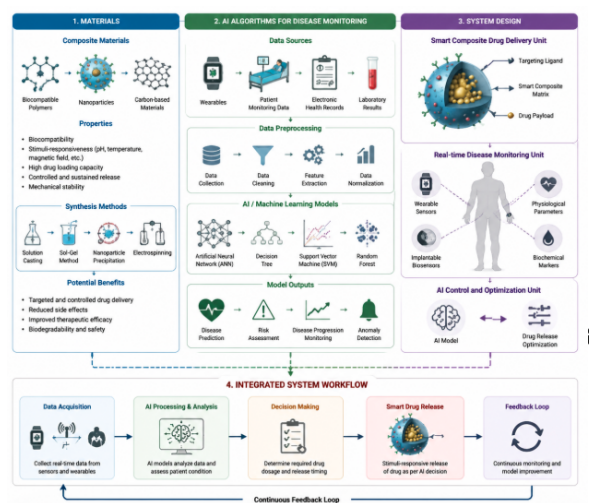 1. MATERIALS
Composite Materials
Biocompatible
Polymers
Nanoparticles
Carbon-based
Materials
Properties
• Biocompatibility
• Stimuli-responsiveness (pH, temperature,
magnetic field, etc.)
• High drug loading capacity
• Controlled and sustained release
• Mechanical stability
Synthesis Methods
Solution
Casting
Sol-Gel
Method
Nanoparticle
Precipitation
Electrospinning
Potential Benefits
• Targeted and controlled drug delivery
• Reduced side effects
• Improved therapeutic efficacy
• Biodegradability and safety
2. AI ALGORITHMS FOR DISEASE MONITORING
Data Sources
Wearables
Patient
Monitoring Data
Electronic
Health Records
Laboratory
Results
Data Preprocessing
Data
Collection
Data
Cleaning
Feature
Extraction
Data
Normalization
AI / Machine Learning Models
Artificial Neural
Network (ANN)
Decision
Tree
Support Vector
Machine (SVM)
Random
Forest
Model Outputs
Disease
Prediction
Risk
Assessment
Disease Progression
Monitoring
Anomaly
Detection
3. SYSTEM DESIGN
Smart Composite Drug Delivery Unit
Targeting Ligand
Smart Composite
Matrix
Drug Payload
Real-time Disease Monitoring Unit
Wearable
Sensors
Physiological
Parameters
Implantable
Biosensors
Biochemical
Markers
AI Control and Optimization Unit
AI Model
Drug Release
Optimization
4. INTEGRATED SYSTEM WORKFLOW
Data Acquisition
Collect real-time data from
sensors and wearables
AI Processing & Analysis
AI models analyze data and
assess patient condition
Decision Making
Determine required drug
dosage and release timing
Smart Drug Release
Stimuli-responsive release
of drug as per AI decision
Feedback Loop
Continuous monitoring and
model improvement
Continuous Feedback Loop